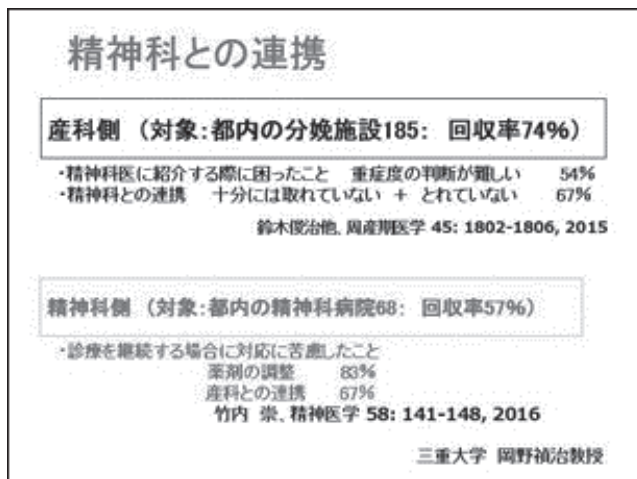 精神科との連携
産科側 （対象：都内の分娩施設185： 回収率74%）
・精神科医に紹介する際に困ったこと 重症度の判断が難しい 54%
・精神科との連携 十分には取れていない ＋ とれていない 67%
鈴木俊治他、周産期医学 45: 1802-1806, 2015
精神科側 （対象：都内の精神科病院68： 回収率57%）
・診療を継続する場合に対応に苦慮したこと
薬剤の調整 83%
産科との連携 67%
竹内 崇、精神医学 58: 141-148, 2016
三重大学 岡野禎治教授